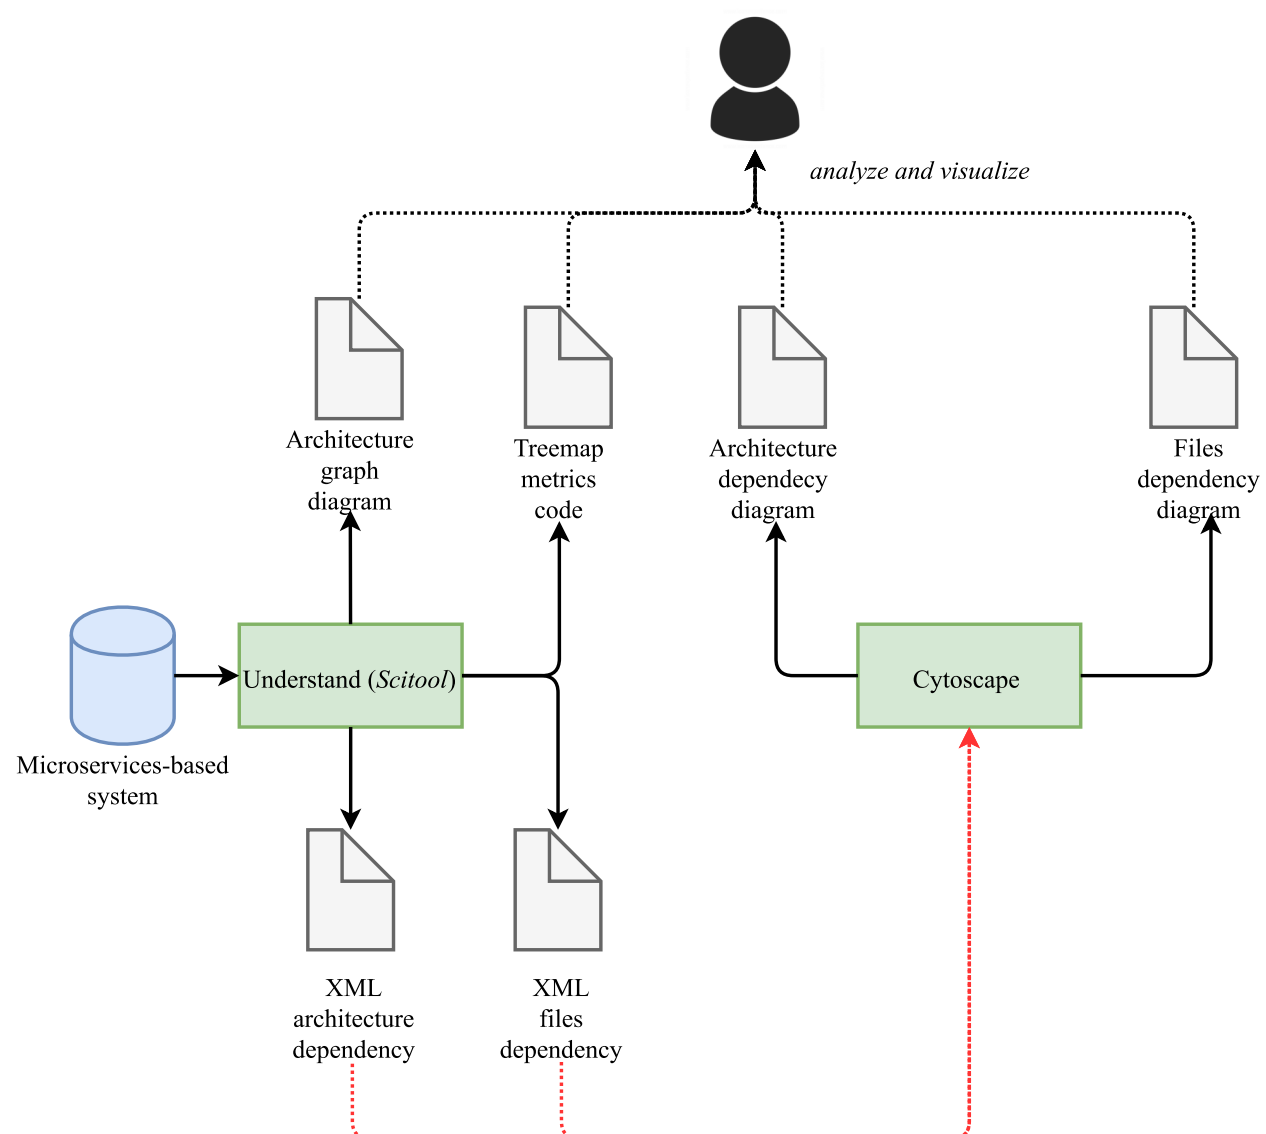 analyze and visualize
Architecture
graph
diagram
Treemap
metrics
code
Architecture
dependecy
diagram
Files
dependency
diagram
Understand (Scitool)
Cytoscape
Microservices-based
system
XML
architecture
dependency
XML
files
dependency